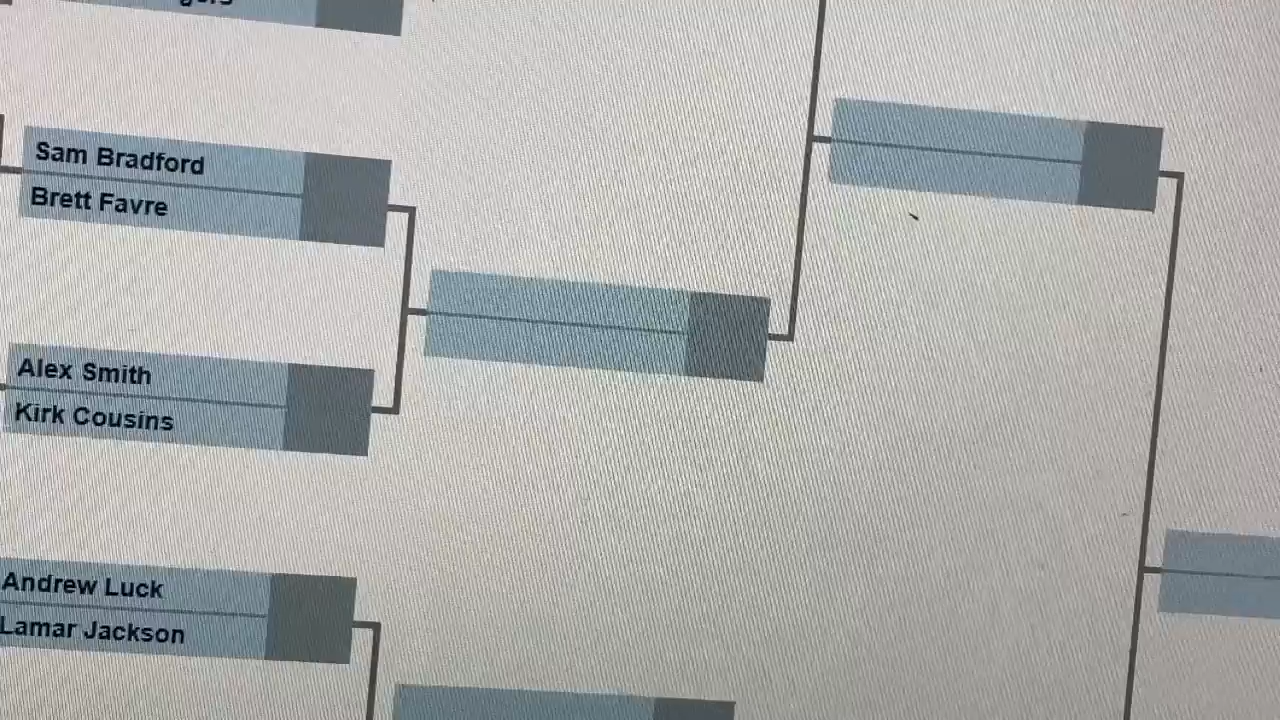 Sam Bradford
Brett Favre
Alex Smith
Kirk Cousins
Andrew Luck
Lamar Jackson